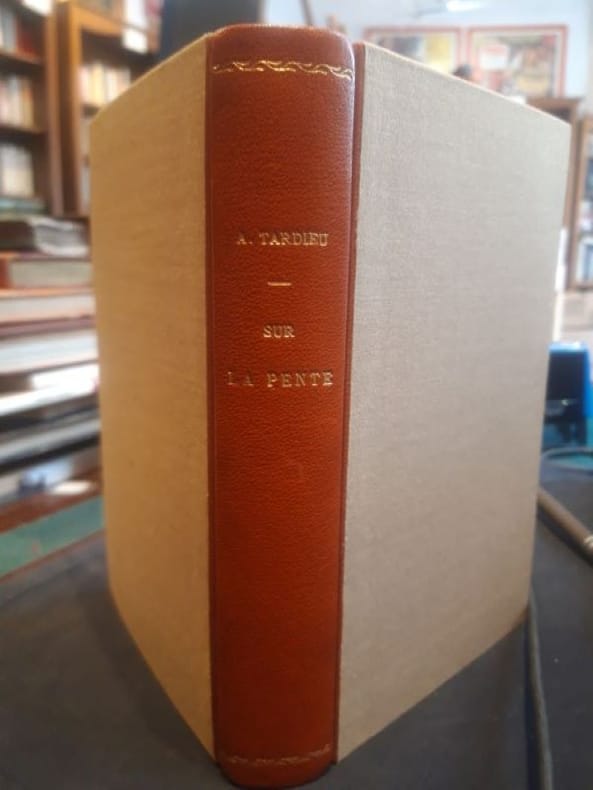 A. TARDIEU
SUR
LA PENTE